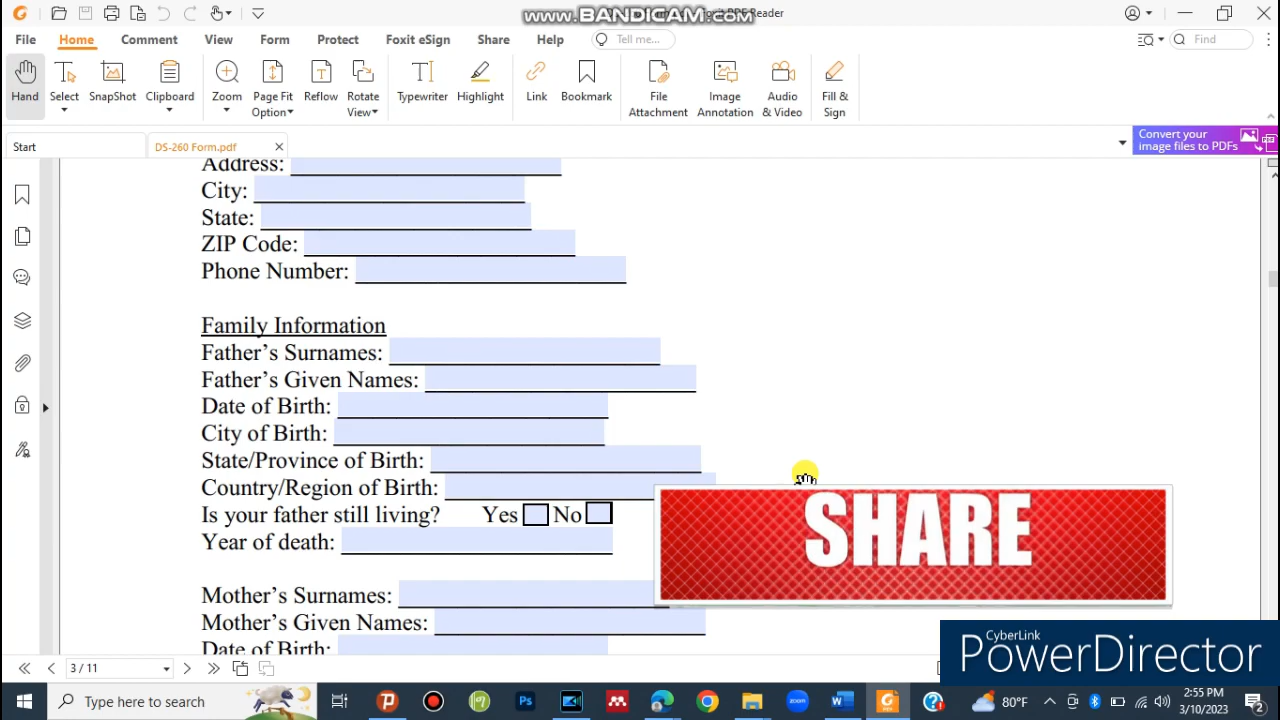 www.BANDICAM.com PDF Reader
File Home Comment View Form Protect Foxit eSign Share Help Tell me... Find
Hand Select SnapShot Clipboard Zoom Page Fit Option Reflow Rotate View Typewriter Highlight Link Bookmark File Attachment Image Annotation Audio & Video Fill & Sign
Start DS-260 Form.pdf
Convert your
image files to PDFs
Address:
City:
State:
ZIP Code:
Phone Number:
Family Information
Father's Surnames:
Father's Given Names:
Date of Birth:
City of Birth:
State/Province of Birth:
Country/Region of Birth:
Is your father still living? Yes No
Year of death:
SHARE
Mother's Surnames:
Mother's Given Names:
Date of Birth:
CyberLink
PowerDirector
3 / 11
Type here to search
Ps
zoom
80°F
2:55 PM
3/10/2023
2